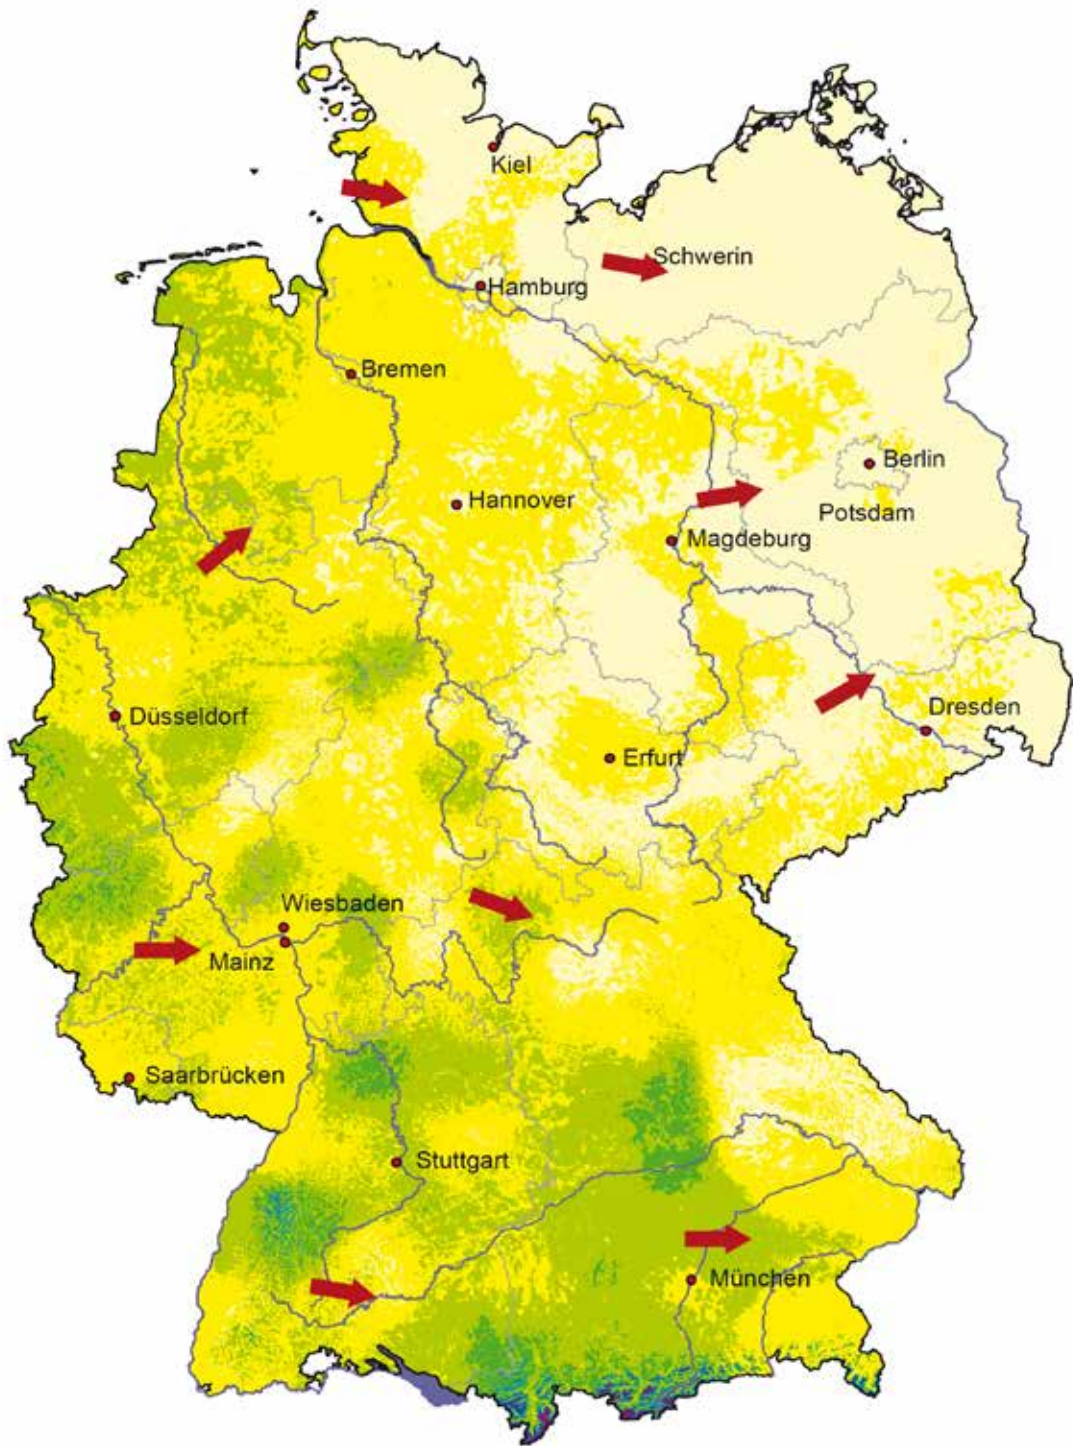 Kiel
Schwerin
Hamburg
Bremen
Berlin
Hannover
Potsdam
Magdeburg
Düsseldorf
Dresden
Erfurt
Wiesbaden
Mainz
Saarbrücken
Stuttgart
München